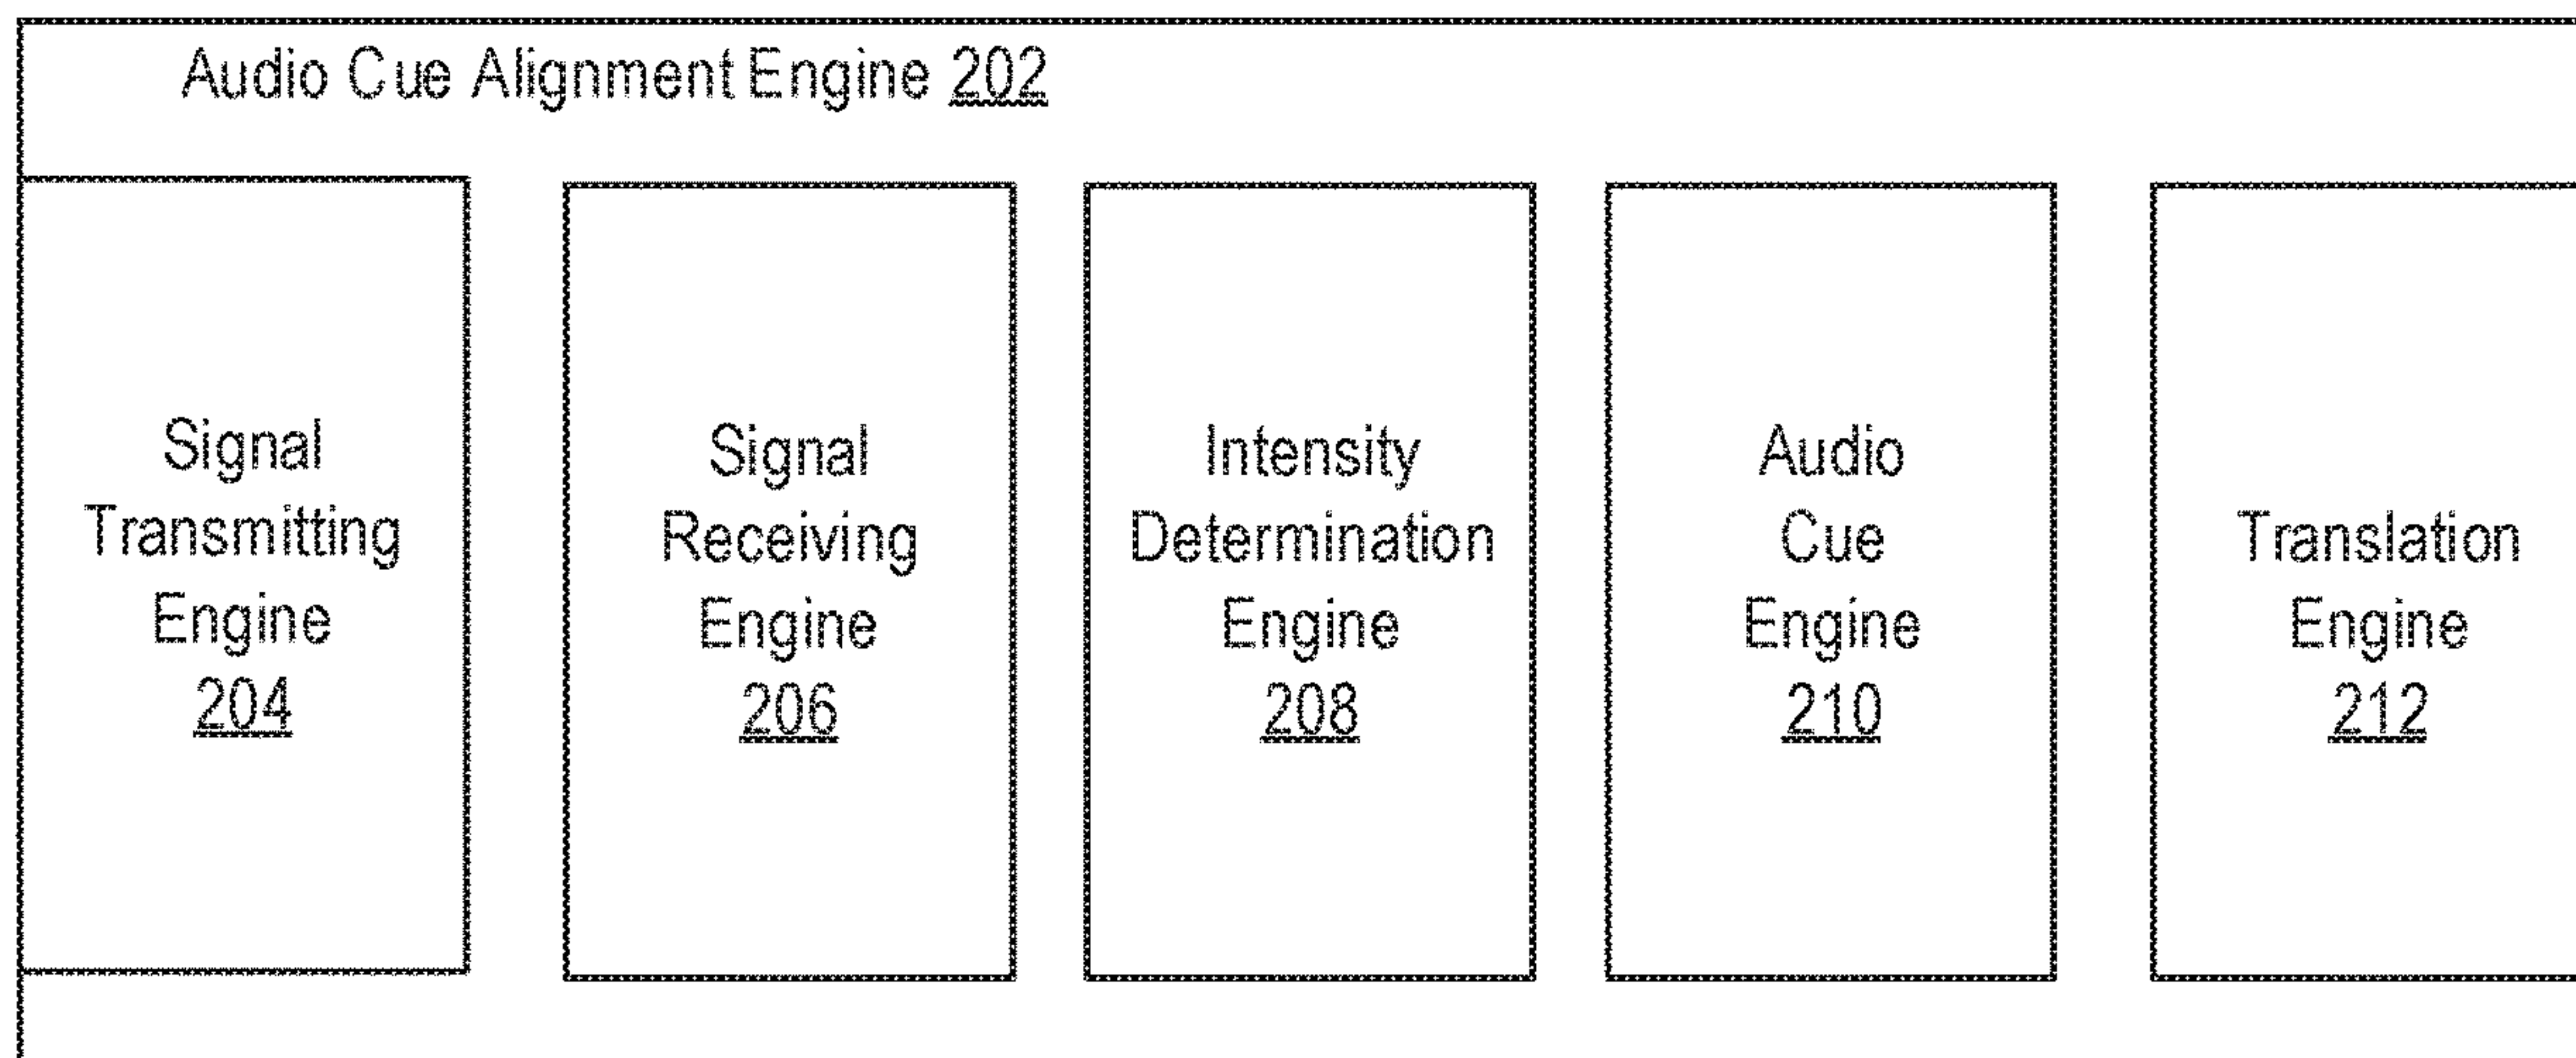 Audio Cue Alignment Engine 202
Signal
Transmitting
Engine
204
Signal
Receiving
Engine
206
Intensity
Determination
Engine
208
Audio
Cue
Engine
210
Translation
Engine
212